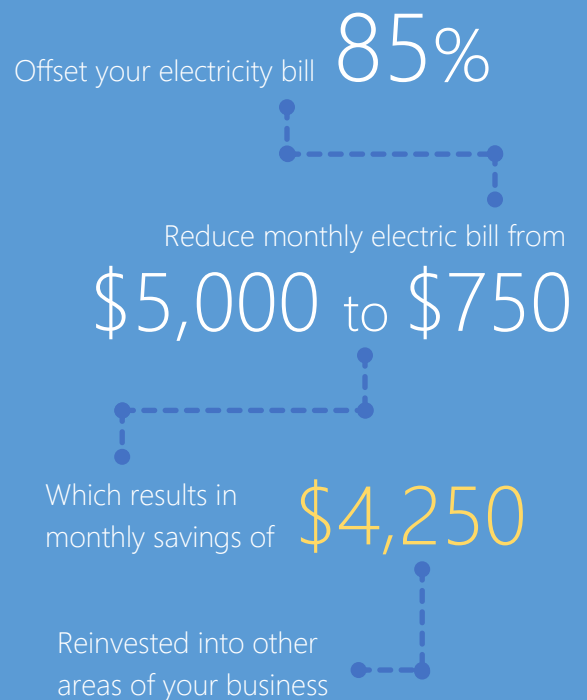 Offset your electricity bill 85%
Reduce monthly electric bill from
$5,000 to $750
Which results in
monthly savings of $4,250
Reinvested into other
areas of your business